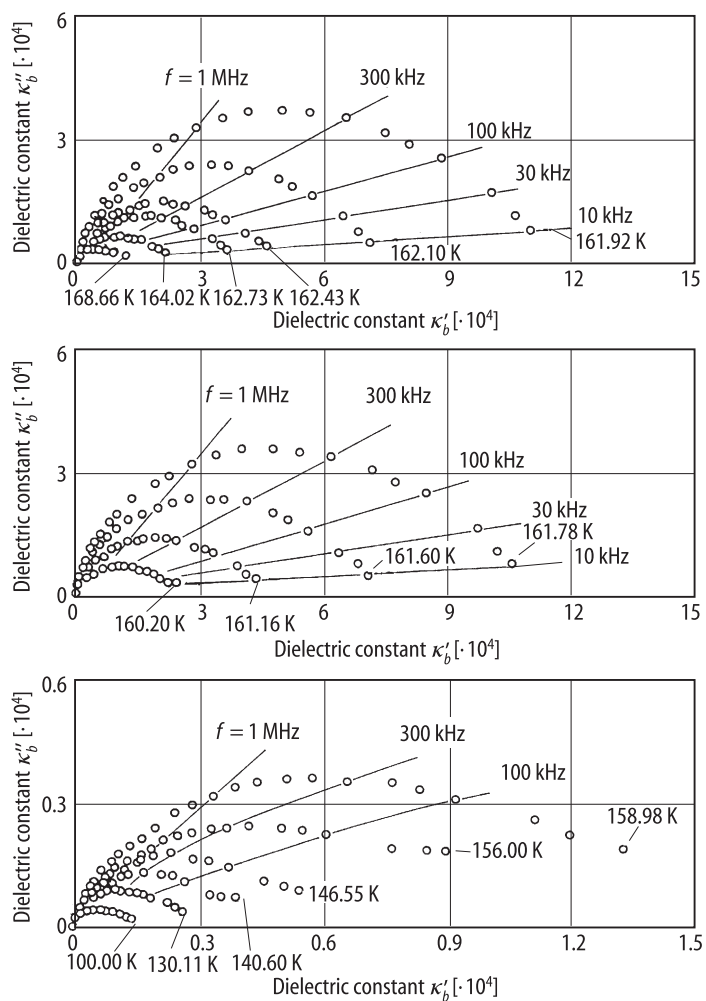 6
3
0
Dielectric constant κ″b [·10⁴]
f = 1 MHz
300 kHz
100 kHz
30 kHz
10 kHz
161.92 K
162.10 K
168.66 K 164.02 K 162.73 K 162.43 K
0 3 6 9 12 15
Dielectric constant κ′b [·10⁴]
6
3
0
Dielectric constant κ″b [·10⁴]
f = 1 MHz
300 kHz
100 kHz
30 kHz
161.78 K
10 kHz
161.60 K
160.20 K 161.16 K
0 3 6 9 12 15
Dielectric constant κ′b [·10⁴]
0.6
0.3
0
Dielectric constant κ″b [·10⁴]
f = 1 MHz
300 kHz
100 kHz
158.98 K
156.00 K
146.55 K
100.00 K 130.11 K 140.60 K
0 0.3 0.6 0.9 1.2 1.5
Dielectric constant κ′b [·10⁴]